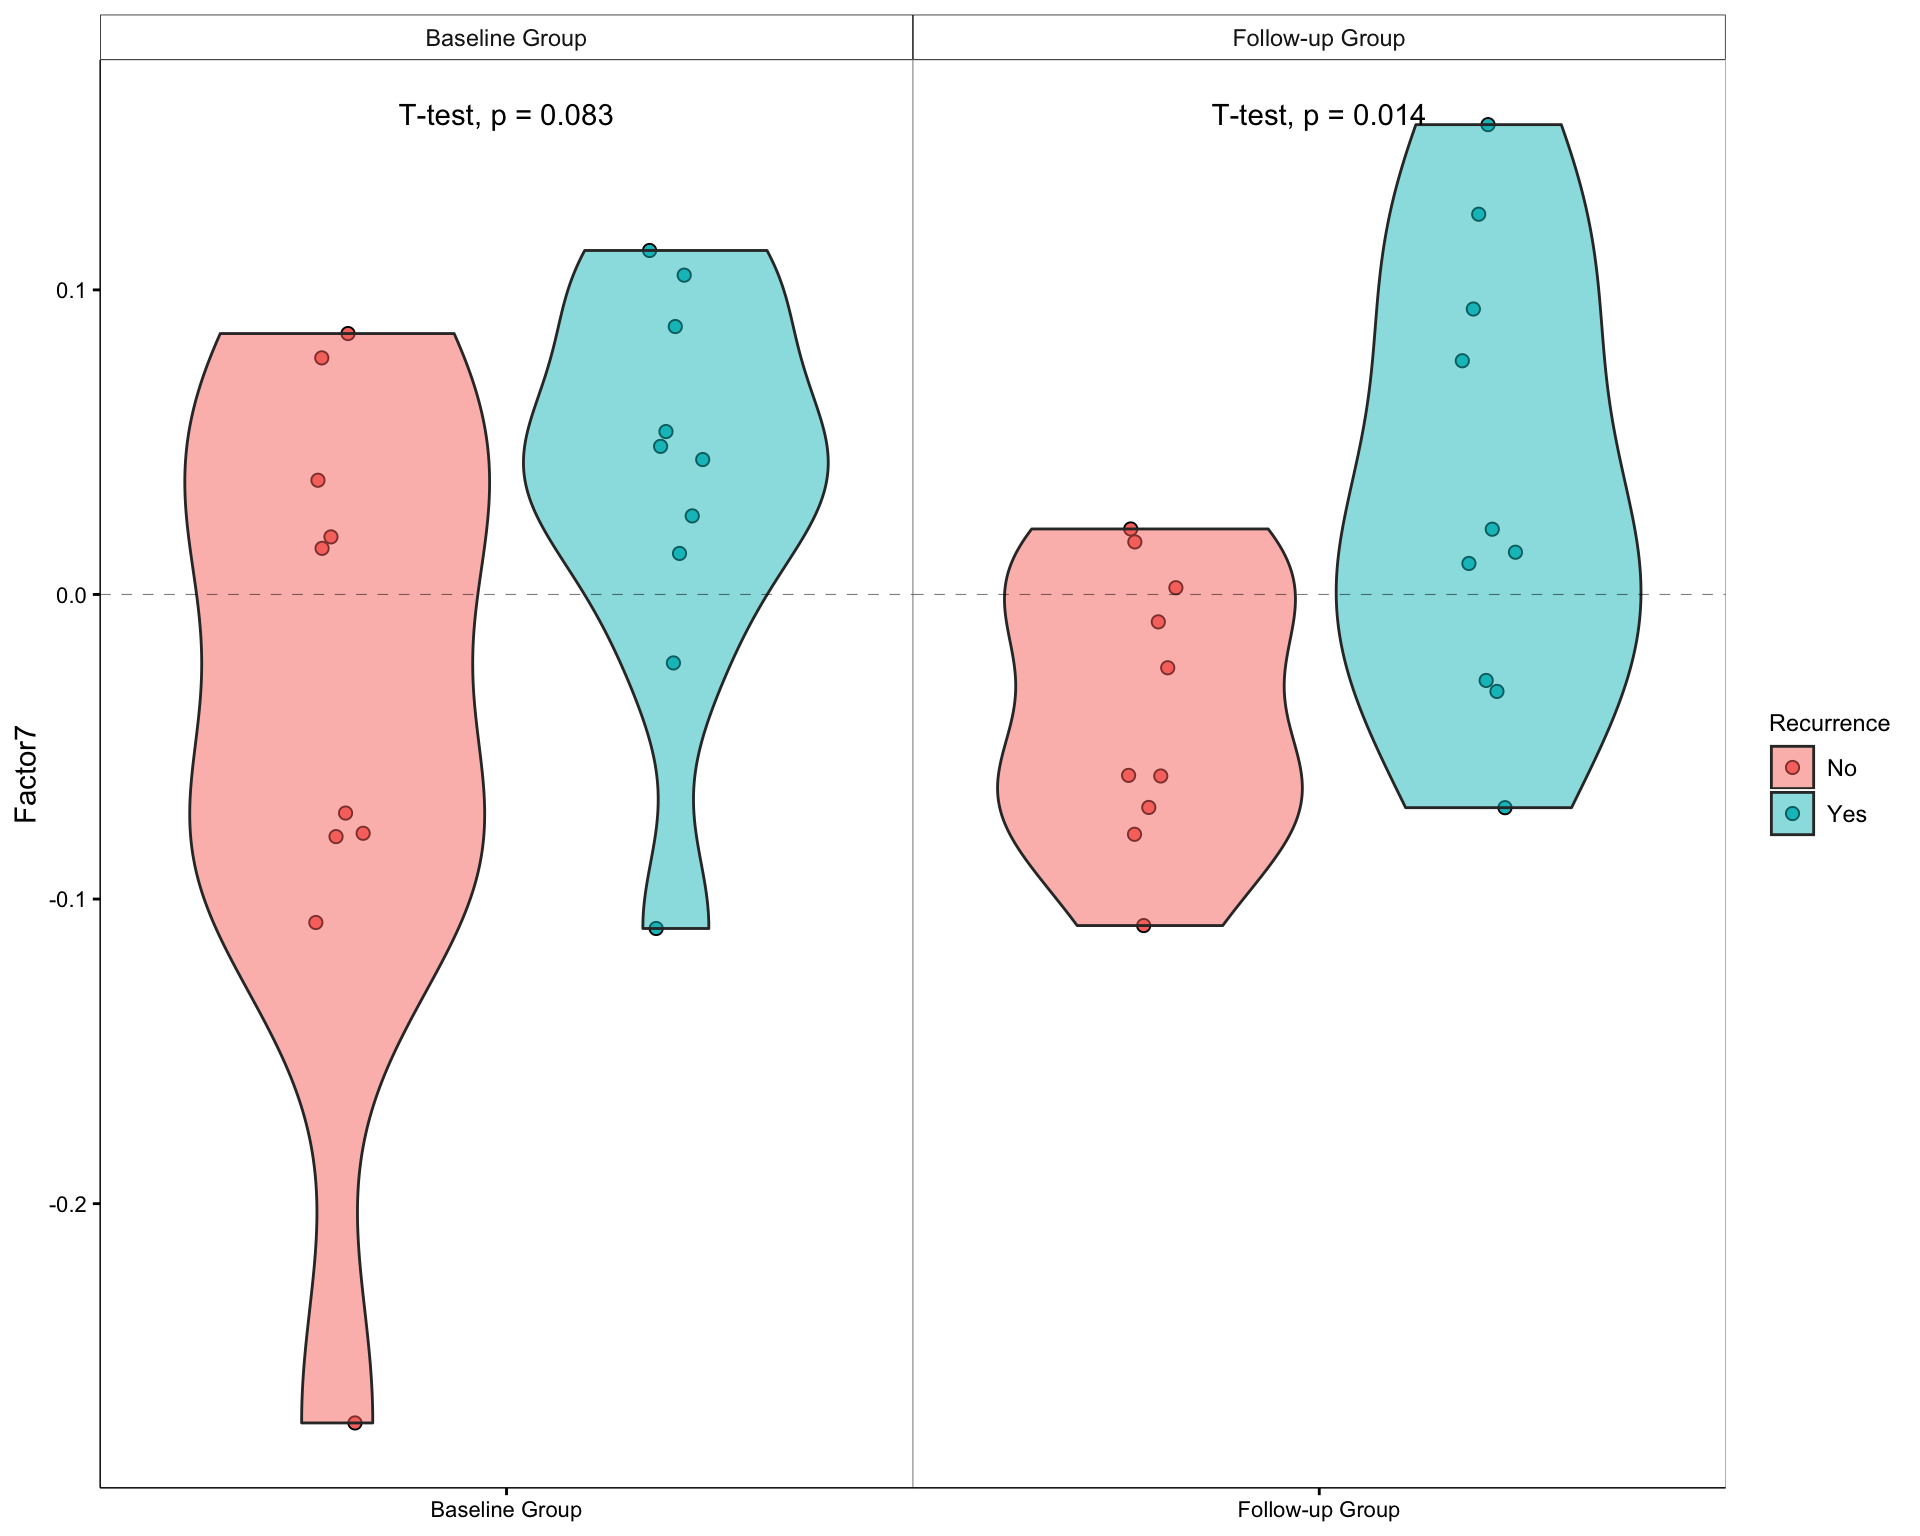 Baseline Group
Follow-up Group
T-test, p = 0.083
T-test, p = 0.014
Factor7
0.1
0.0
-0.1
-0.2
Baseline Group
Follow-up Group
Recurrence
No
Yes